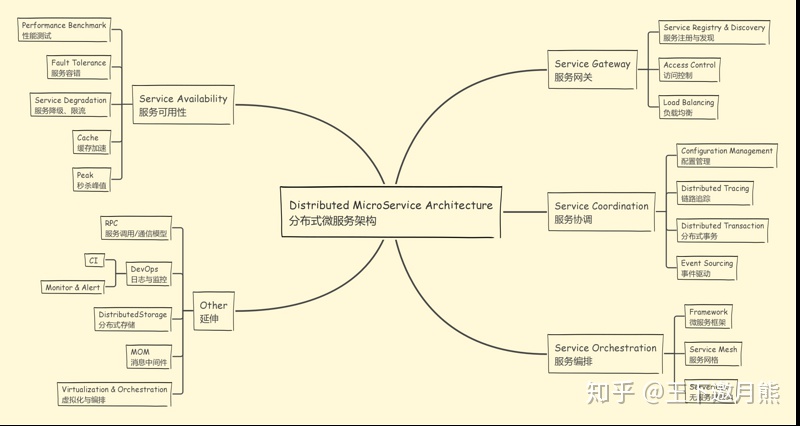 Distributed MicroService Architecture
分布式微服务架构
Service Availability
服务可用性
Performance Benchmark
性能测试
Fault Tolerance
服务容错
Service Degradation
服务降级、限流
Cache
缓存加速
Peak
秒杀峰值
Other
延伸
RPC
服务调用/通信模型
DevOps
日志与监控
CI
Monitor & Alert
DistributedStorage
分布式存储
MOM
消息中间件
Virtualization & Orchestration
虚拟化与编排
Service Gateway
服务网关
Service Registry & Discovery
服务注册与发现
Access Control
访问控制
Load Balancing
负载均衡
Service Coordination
服务协调
Configuration Management
配置管理
Distributed Tracing
链路追踪
Distributed Transaction
分布式事务
Event Sourcing
事件驱动
Service Orchestration
服务编排
Framework
微服务框架
Service Mesh
服务网格
知乎 @王下邀月熊